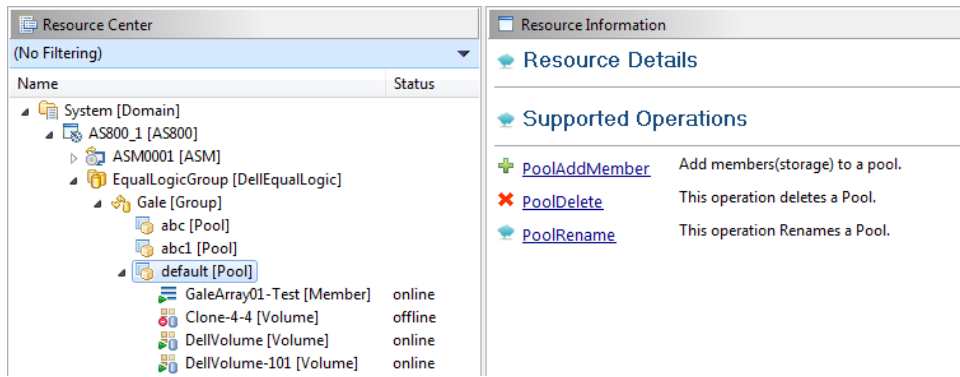 Resource Center
(No Filtering)
Name Status
System [Domain]
AS800_1 [AS800]
ASM0001 [ASM]
EqualLogicGroup [DellEqualLogic]
Gale [Group]
abc [Pool]
abc1 [Pool]
default [Pool]
GaleArray01-Test [Member] online
Clone-4-4 [Volume] offline
DellVolume [Volume] online
DellVolume-101 [Volume] online
Resource Information
Resource Details
Supported Operations
PoolAddMember Add members(storage) to a pool.
PoolDelete This operation deletes a Pool.
PoolRename This operation Renames a Pool.